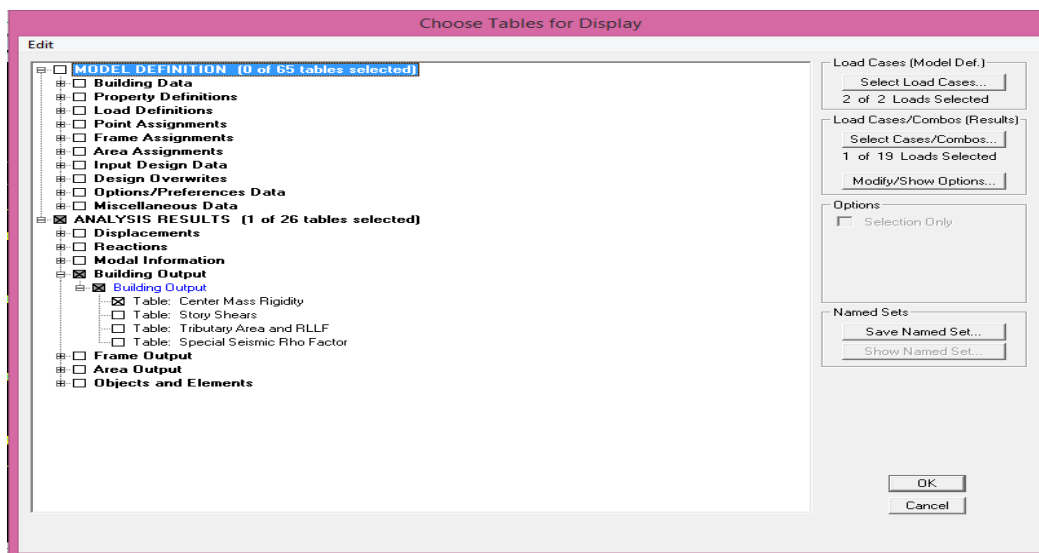 Choose Tables for Display
Edit
MODEL DEFINITION (0 of 65 tables selected)
Building Data
Property Definitions
Load Definitions
Point Assignments
Frame Assignments
Area Assignments
Input Design Data
Design Overwrites
Options/Preferences Data
Miscellaneous Data
ANALYSIS RESULTS (1 of 26 tables selected)
Displacements
Reactions
Modal Information
Building Output
Building Output
Table: Center Mass Rigidity
Table: Story Shears
Table: Tributary Area and RLLF
Table: Special Seismic Rho Factor
Frame Output
Area Output
Objects and Elements
Load Cases (Model Def.)
Select Load Cases...
2 of 2 Loads Selected
Load Cases/Combos (Results)
Select Cases/Combos...
1 of 19 Loads Selected
Modify/Show Options...
Options
Selection Only
Named Sets
Save Named Set...
Show Named Set...
OK
Cancel